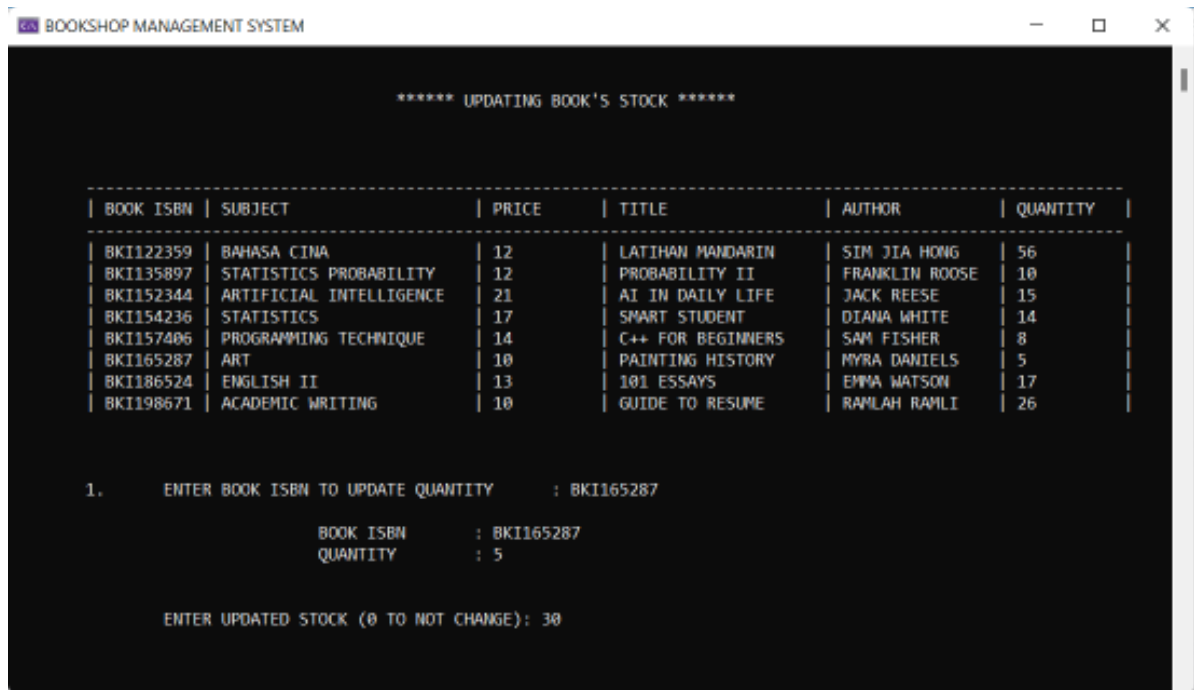 BOOKSHOP MANAGEMENT SYSTEM
****** UPDATING BOOK'S STOCK ******
| BOOK ISBN | SUBJECT | PRICE | TITLE | AUTHOR | QUANTITY |
| BKI122359 | BAHASA CINA | 12 | LATIHAN MANDARIN | SIM JIA HONG | 56 |
| BKI135897 | STATISTICS PROBABILITY | 12 | PROBABILITY II | FRANKLIN ROOSE | 10 |
| BKI152344 | ARTIFICIAL INTELLIGENCE | 21 | AI IN DAILY LIFE | JACK REESE | 15 |
| BKI154236 | STATISTICS | 17 | SMART STUDENT | DIANA WHITE | 14 |
| BKI157406 | PROGRAMMING TECHNIQUE | 14 | C++ FOR BEGINNERS | SAM FISHER | 8 |
| BKI165287 | ART | 10 | PAINTING HISTORY | MYRA DANIELS | 5 |
| BKI186524 | ENGLISH II | 13 | 101 ESSAYS | EMMA WATSON | 17 |
| BKI198671 | ACADEMIC WRITING | 10 | GUIDE TO RESUME | RAMLAH RAMLI | 26 |
1. ENTER BOOK ISBN TO UPDATE QUANTITY : BKI165287
BOOK ISBN : BKI165287
QUANTITY : 5
ENTER UPDATED STOCK (0 TO NOT CHANGE): 30